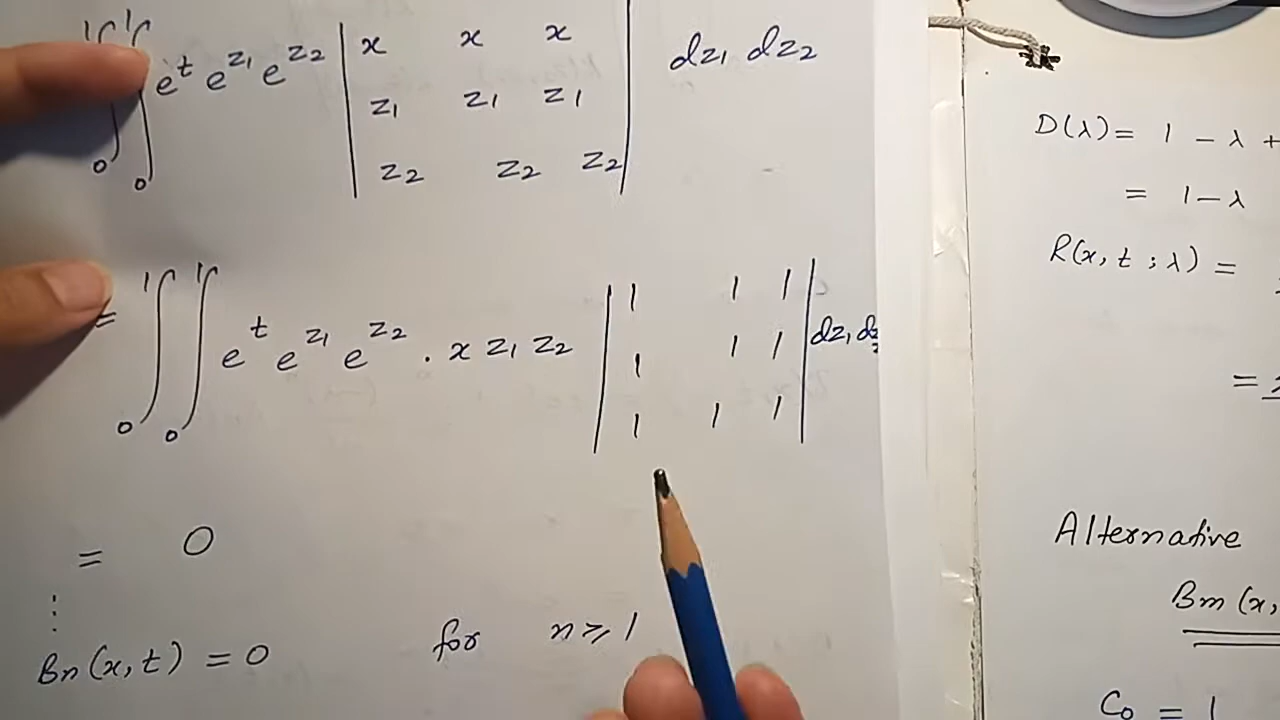 ∫₀¹ ∫₀¹ e^t e^{z₁} e^{z₂} | x x x | dz₁ dz₂
z₁ z₁ z₁
z₂ z₂ z₂
= ∫₀¹ ∫₀¹ e^t e^{z₁} e^{z₂} . x z₁ z₂ | 1 1 1 | dz₁ dz₂
1 1 1
1 1 1
= 0
⋮
Bn(x,t) = 0 for n ⩾ 1
D(λ) = 1 - λ +
= 1 - λ
R(x, t ; λ) =
=
Alternative
Bm(x,
C₀ = 1